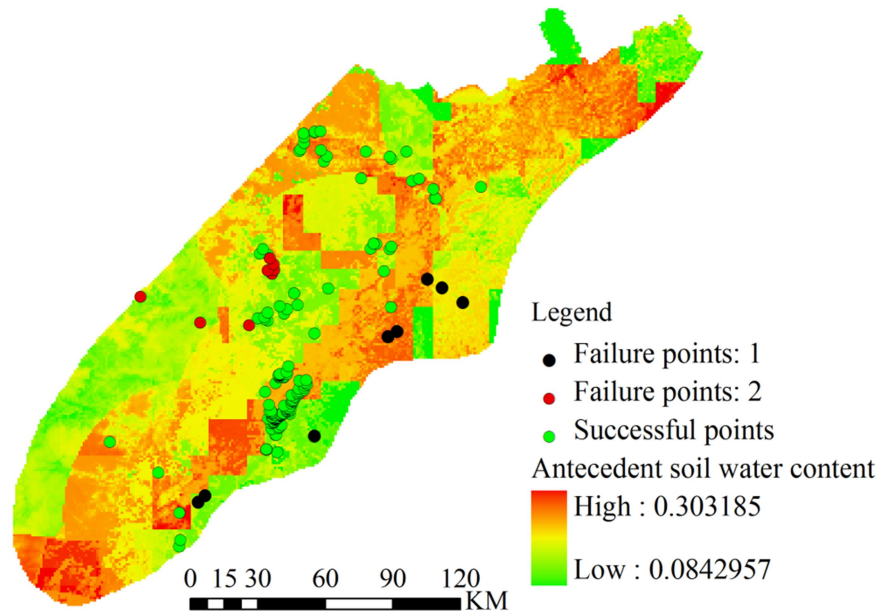 Legend
Failure points: 1
Failure points: 2
Successful points
Antecedent soil water content
High : 0.303185
Low : 0.0842957
0 15 30 60 90 120
KM